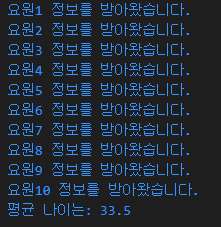 요원1 정보를 받아왔습니다.
요원2 정보를 받아왔습니다.
요원3 정보를 받아왔습니다.
요원4 정보를 받아왔습니다.
요원5 정보를 받아왔습니다.
요원6 정보를 받아왔습니다.
요원7 정보를 받아왔습니다.
요원8 정보를 받아왔습니다.
요원9 정보를 받아왔습니다.
요원10 정보를 받아왔습니다.
평균 나이는: 33.5